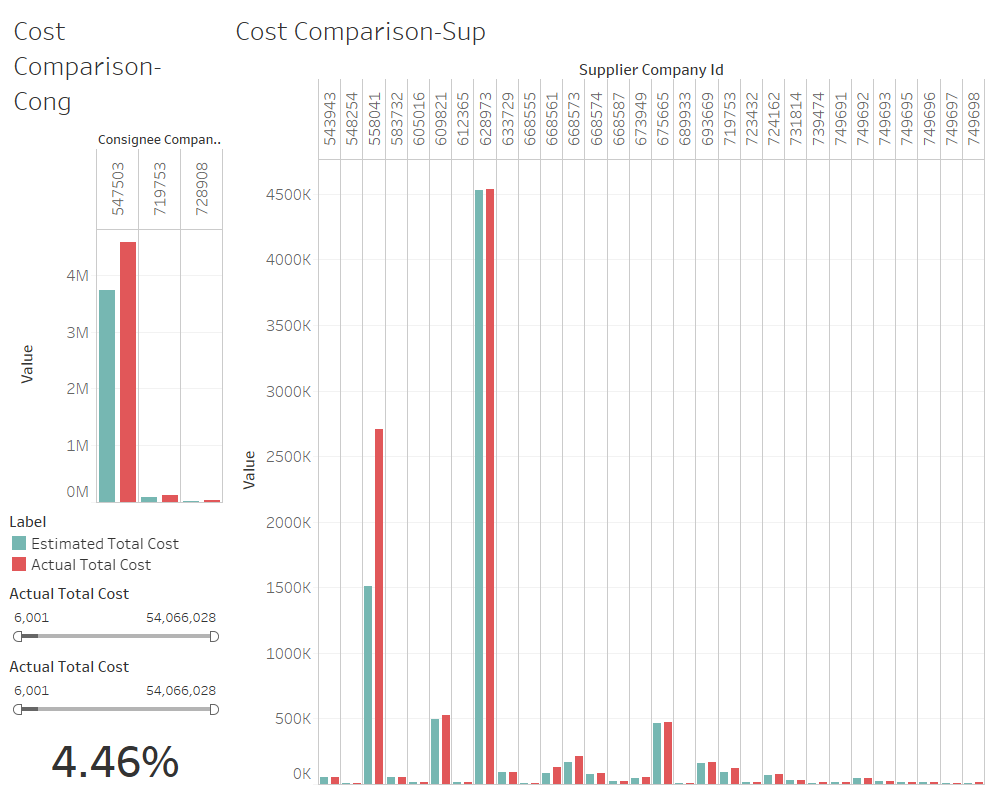 Cost
Comparison-
Cong
Consignee Compan..
547503
719753
728908
4M
3M
2M
1M
0M
Value
Label
Estimated Total Cost
Actual Total Cost
Actual Total Cost
6,001 54,066,028
Actual Total Cost
6,001 54,066,028
4.46%
Cost Comparison-Sup
Supplier Company Id
543943
548254
558041
583732
605016
609821
612365
628973
633729
668555
668561
668573
668574
668587
673949
675665
689933
693669
719753
723432
724162
731814
739474
749691
749692
749693
749695
749696
749697
749698
4500K
4000K
3500K
3000K
2500K
2000K
1500K
1000K
500K
0K
Value